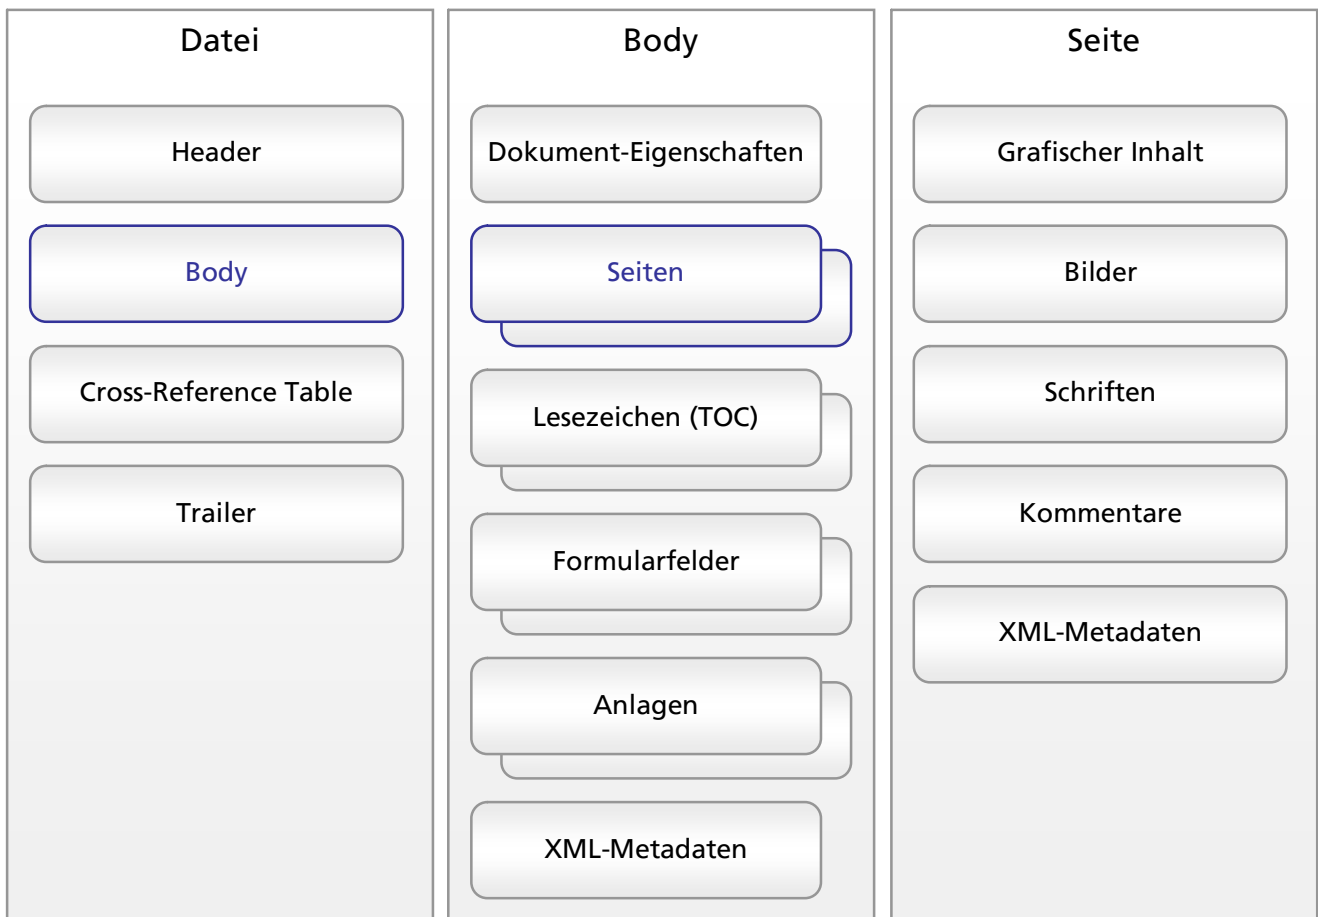 Datei
Header
Body
Cross-Reference Table
Trailer
Body
Dokument-Eigenschaften
Seiten
Lesezeichen (TOC)
Formularfelder
Anlagen
XML-Metadaten
Seite
Grafischer Inhalt
Bilder
Schriften
Kommentare
XML-Metadaten